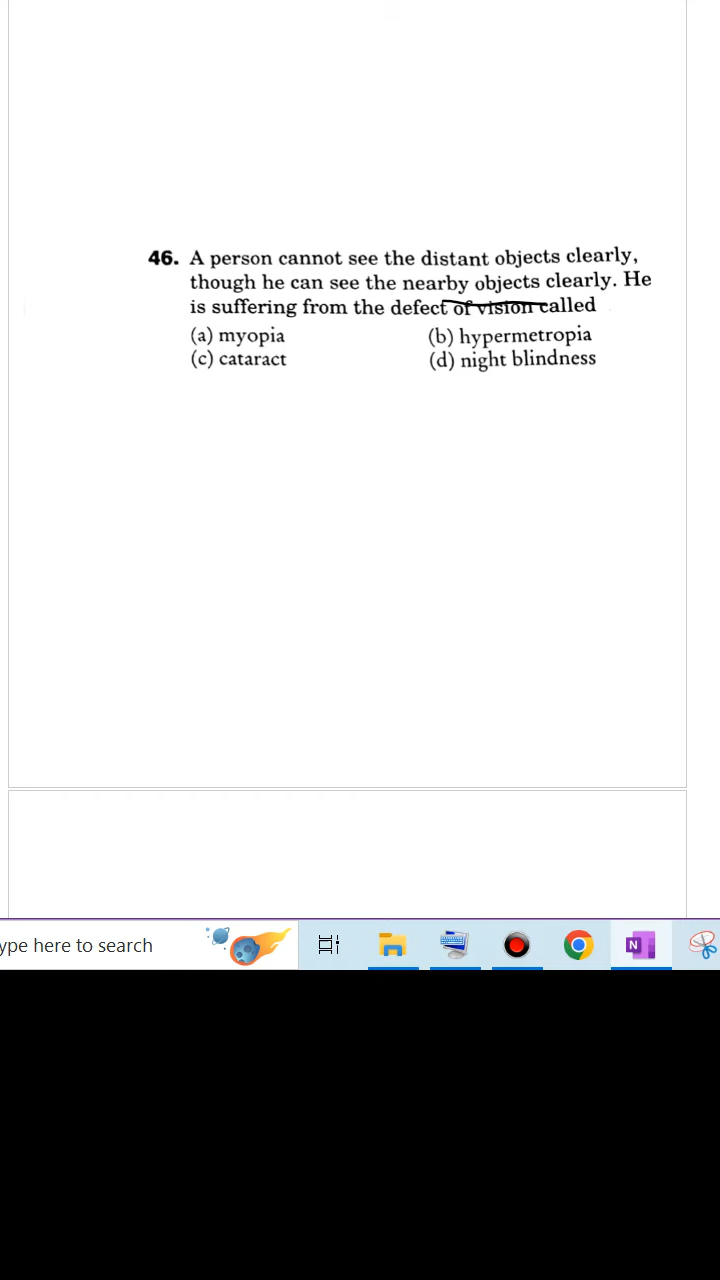 46. A person cannot see the distant objects clearly,
though he can see the nearby objects clearly. He
is suffering from the defect of vision called
(a) myopia (b) hypermetropia
(c) cataract (d) night blindness
ype here to search
N